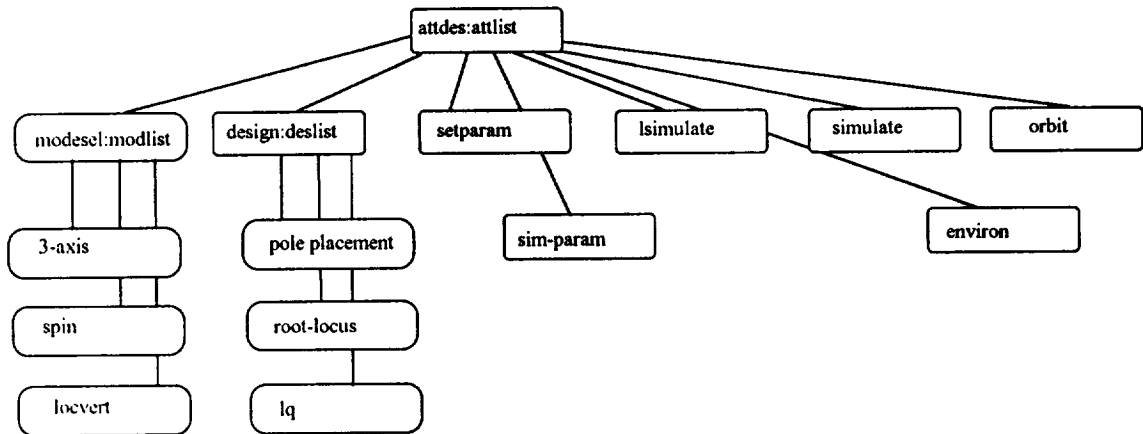 attdes:attlist
modesel:modlist
design:deslist
setparam
lsimulate
simulate
orbit
3-axis
pole placement
sim-param
environ
spin
root-locus
locvert
lq